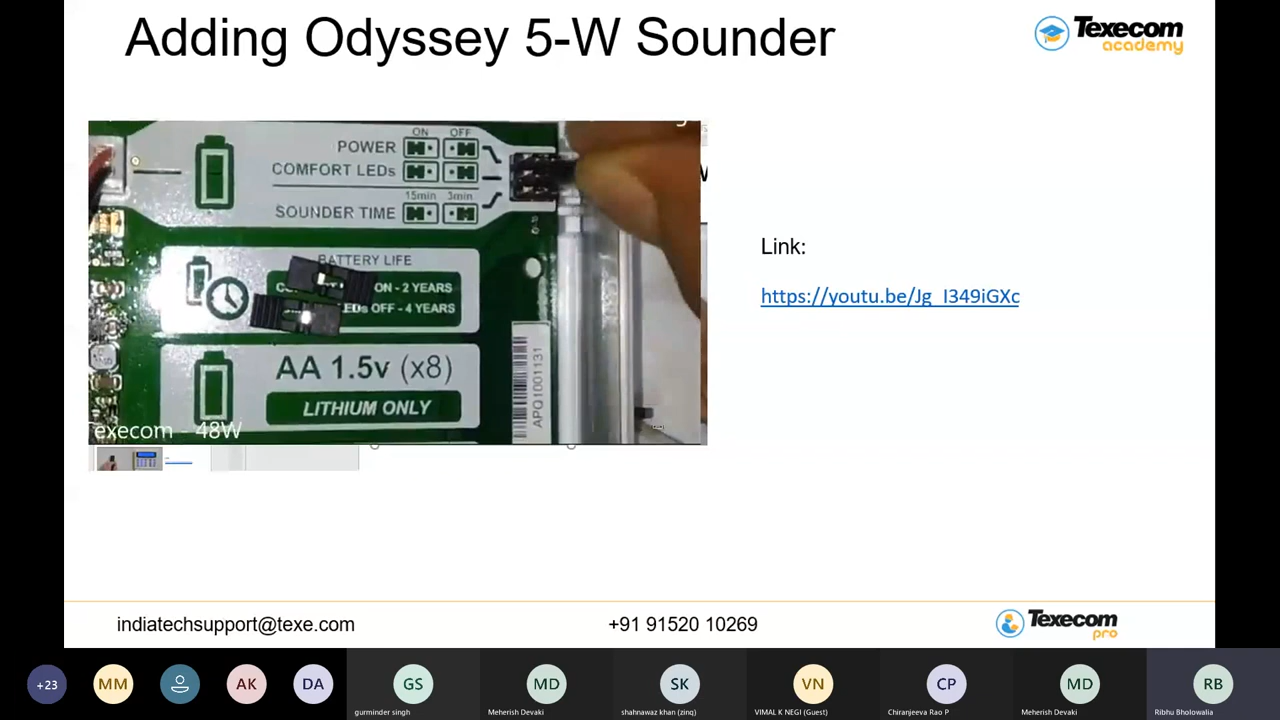 Adding Odyssey 5-W Sounder
Texecom
academy
ON OFF
POWER
COMFORT LEDs
15min 3min
SOUNDER TIME
BATTERY LIFE
ON - 2 YEARS
LEDs OFF - 4 YEARS
AA 1.5v (x8)
LITHIUM ONLY
APQ1001131
execom - 48W
Link:
https://youtu.be/Jg_I349iGXc
indiatechsupport@texe.com
+91 91520 10269
Texecom
pro
+23
MM
AK
DA
GS
gurminder singh
MD
Meherish Devaki
SK
shahnawaz khan (zinq)
VN
VIMAL K NEGI (Guest)
CP
Chiranjeeva Rao P
MD
Meherish Devaki
RB
Ribhu Bholowalia